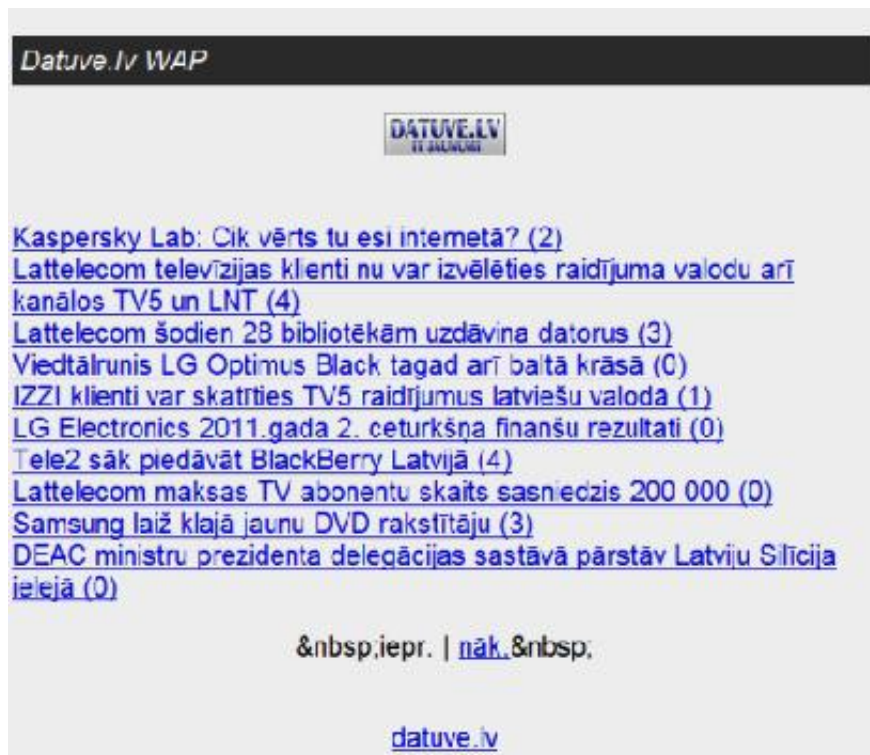 Datuve.lv WAP
DATUVE.LV
IT JAUNUMI
Kaspersky Lab: Cik vērts tu esi internetā? (2)
Lattelecom televīzijas klienti nu var izvēlēties raidījuma valodu arī
kanālos TV5 un LNT (4)
Lattelecom šodien 28 bibliotēkām uzdāvina datorus (3)
Viedtālrunis LG Optimus Black tagad arī baltā krāsā (0)
IZZI klienti var skatīties TV5 raidījumus latviešu valodā (1)
LG Electronics 2011.gada 2. ceturkšņa finanšu rezultāti (0)
Tele2 sāk piedāvāt BlackBerry Latvijā (4)
Lattelecom maksas TV abonentu skaits sasniedzis 200 000 (0)
Samsung laiž klajā jaunu DVD rakstītāju (3)
DEAC ministru prezidenta delegācijas sastāvā pārstāv Latviju Silīcija
ielejā (0)
&nbsp;iepr. | nāk.&nbsp;
datuve.lv